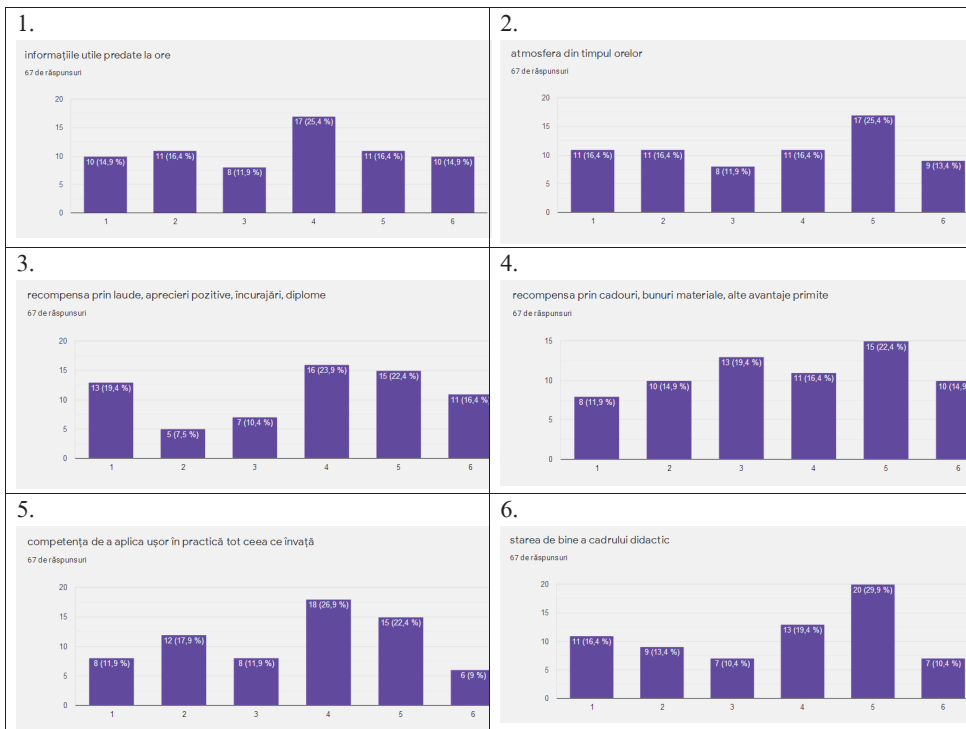 1.
informațiile utile predate la ore
67 de răspunsuri
20
15
10
5
0
10 (14,9 %)
11 (16,4 %)
8 (11,9 %)
17 (25,4 %)
11 (16,4 %)
10 (14,9 %)
1 2 3 4 5 6
2.
atmosfera din timpul orelor
67 de răspunsuri
20
15
10
5
0
11 (16,4 %)
11 (16,4 %)
8 (11,9 %)
11 (16,4 %)
17 (25,4 %)
9 (13,4 %)
1 2 3 4 5 6
3.
recompensa prin laude, aprecieri pozitive, încurajări, diplome
67 de răspunsuri
20
15
10
5
0
13 (19,4 %)
5 (7,5 %)
7 (10,4 %)
16 (23,9 %)
15 (22,4 %)
11 (16,4 %
1 2 3 4 5 6
4.
recompensa prin cadouri, bunuri materiale, alte avantaje primite
67 de răspunsuri
15
10
5
0
8 (11,9 %)
10 (14,9 %)
13 (19,4 %)
11 (16,4 %)
15 (22,4 %)
10 (14,9
1 2 3 4 5 6
5.
competența de a aplica ușor în practică tot ceea ce învață
67 de răspunsuri
20
15
10
5
0
8 (11,9 %)
12 (17,9 %)
8 (11,9 %)
18 (26,9 %)
15 (22,4 %)
6 (9 %)
1 2 3 4 5 6
6.
starea de bine a cadrului didactic
67 de răspunsuri
20
15
10
5
0
11 (16,4 %)
9 (13,4 %)
7 (10,4 %)
13 (19,4 %)
20 (29,9 %)
7 (10,4 %)
1 2 3 4 5 6